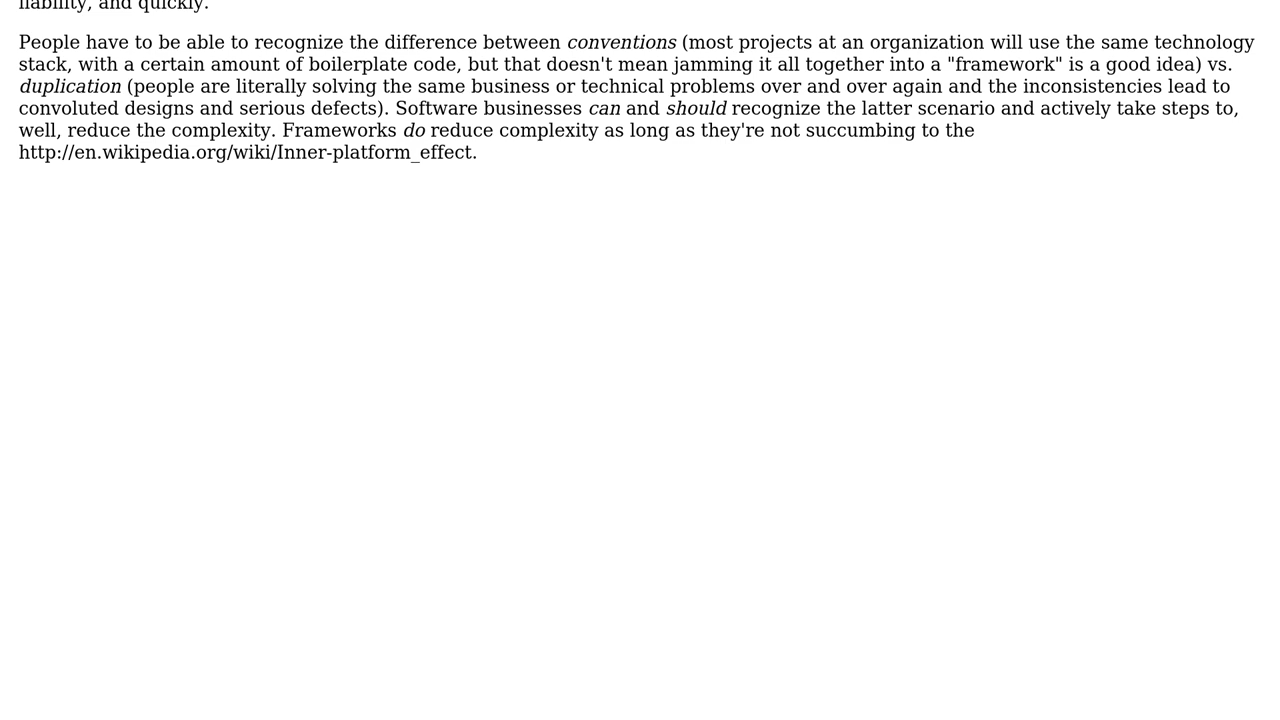 liability, and quickly.
People have to be able to recognize the difference between conventions (most projects at an organization will use the same technology
stack, with a certain amount of boilerplate code, but that doesn't mean jamming it all together into a "framework" is a good idea) vs.
duplication (people are literally solving the same business or technical problems over and over again and the inconsistencies lead to
convoluted designs and serious defects). Software businesses can and should recognize the latter scenario and actively take steps to,
well, reduce the complexity. Frameworks do reduce complexity as long as they're not succumbing to the
http://en.wikipedia.org/wiki/Inner-platform_effect.